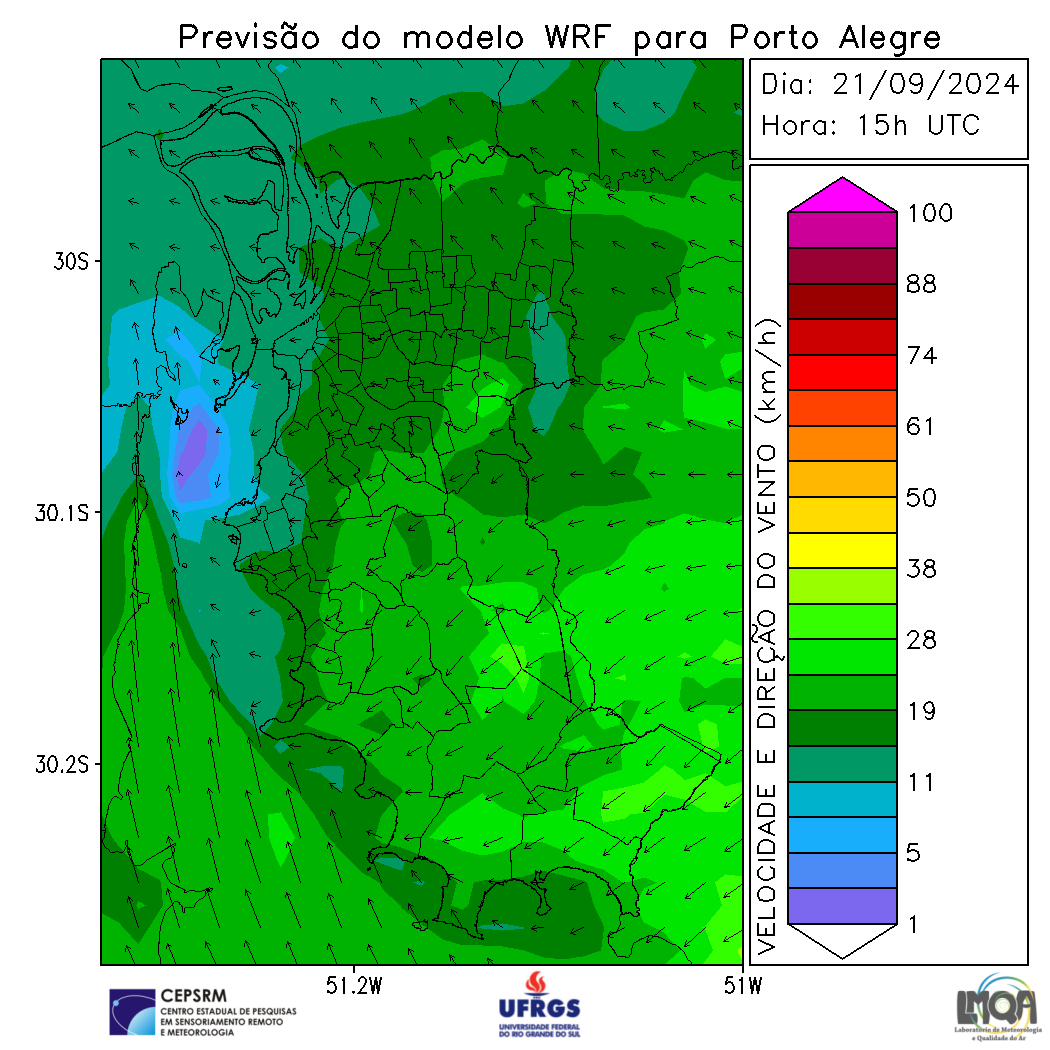 Previsão do modelo WRF para Porto Alegre
Dia: 21/09/2024
Hora: 15h UTC
30S
30.1S
30.2S
51.2W
51W
VELOCIDADE E DIREÇÃO DO VENTO (km/h)
100
88
74
61
50
38
28
19
11
5
1
CEPSRM
CENTRO ESTADUAL DE PESQUISAS
EM SENSORIAMENTO REMOTO
E METEOROLOGIA
UFRGS
UNIVERSIDADE FEDERAL
DO RIO GRANDE DO SUL
LMQA
Laboratório de Meteorologia
e Qualidade do Ar